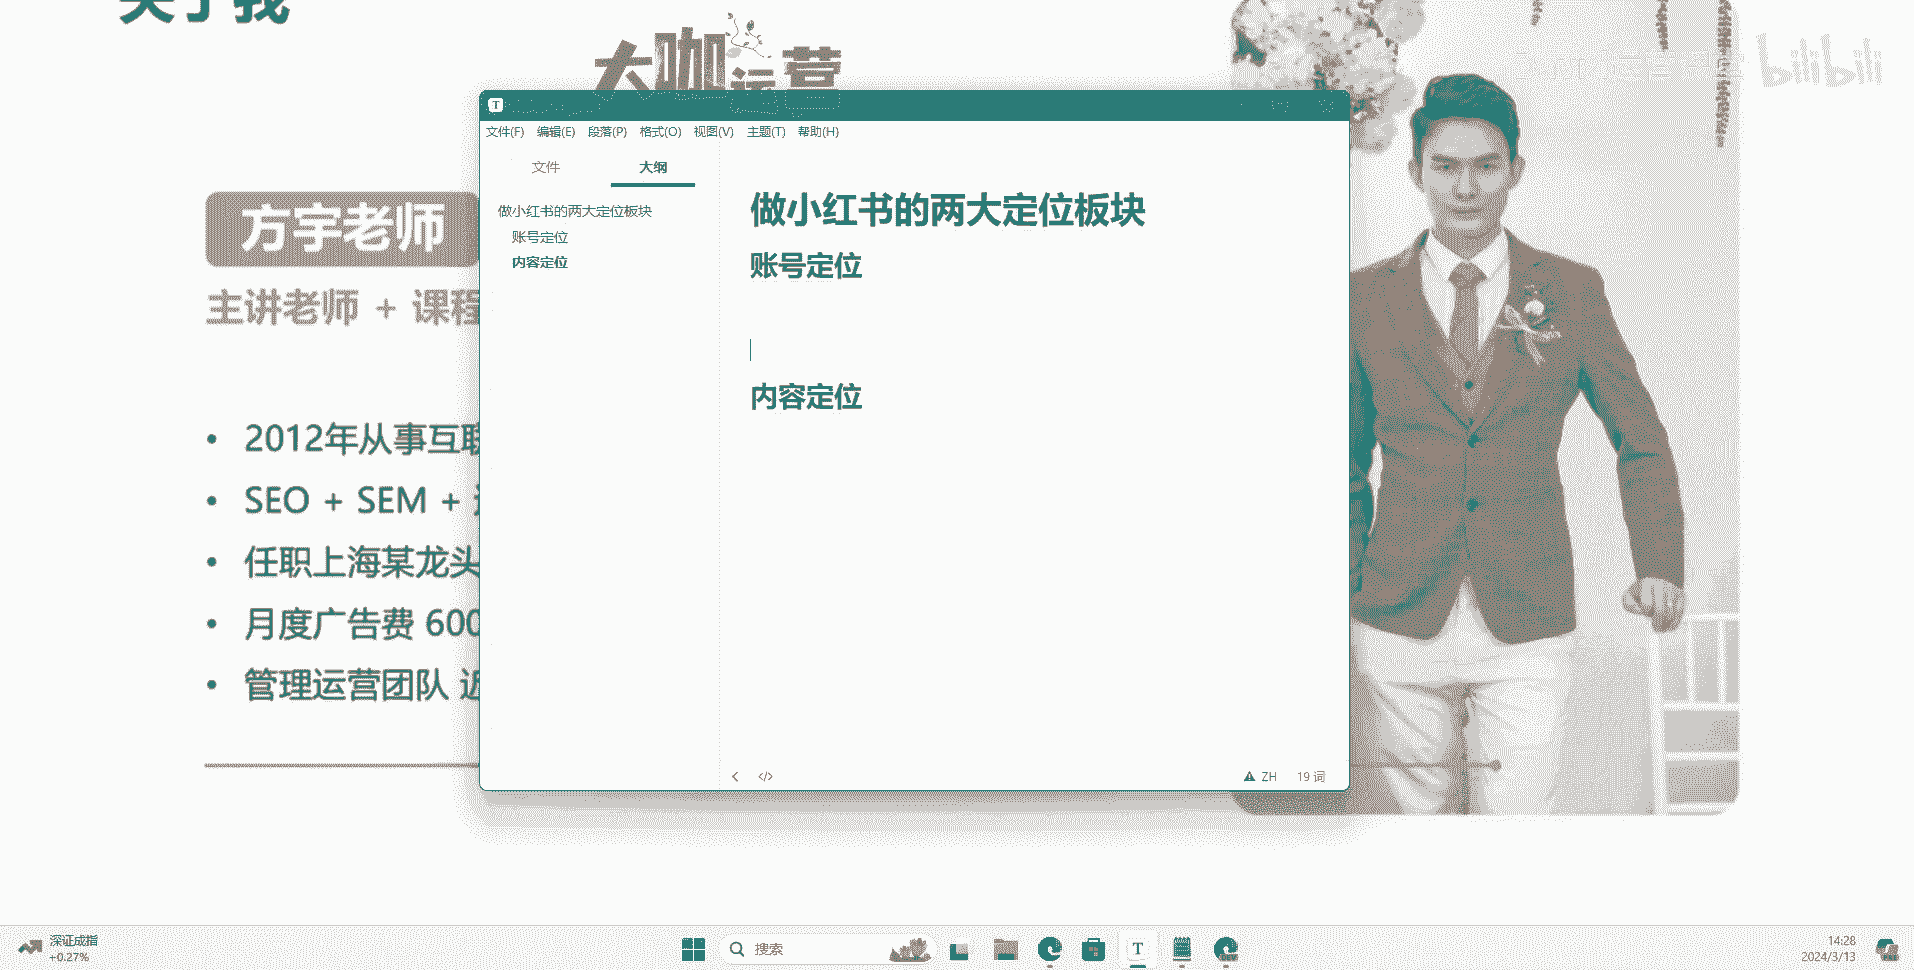 关于我
大咖运营
bilibili
文件(F) 编辑(E) 段落(P) 格式(O) 视图(V) 主题(T) 帮助(H)
文件 大纲
做小红书的两大定位板块
账号定位
内容定位
做小红书的两大定位板块
账号定位
内容定位
ZH 19 词
方宇老师
主讲老师 + 课程
• 2012年从事互联
• SEO + SEM +
• 任职上海某龙头
• 月度广告费 600
• 管理运营团队 近
深证成指
+0.27%
搜索
14:28
2024/3/13